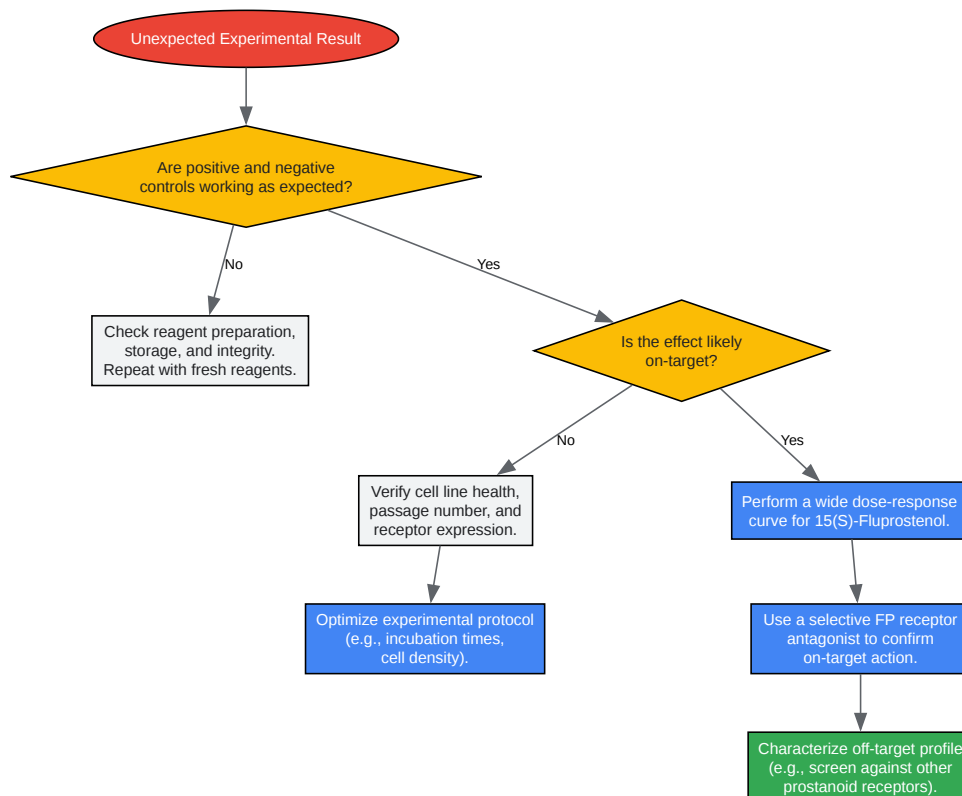 Unexpected Experimental Result
Are positive and negative
controls working as expected?
No
Yes
Check reagent preparation,
storage, and integrity.
Repeat with fresh reagents.
Is the effect likely
on-target?
No
Yes
Verify cell line health,
passage number, and
receptor expression.
Perform a wide dose-response
curve for 15(S)-Fluprostenol.
Optimize experimental protocol
(e.g., incubation times,
cell density).
Use a selective FP receptor
antagonist to confirm
on-target action.
Characterize off-target profile
(e.g., screen against other
prostanoid receptors).